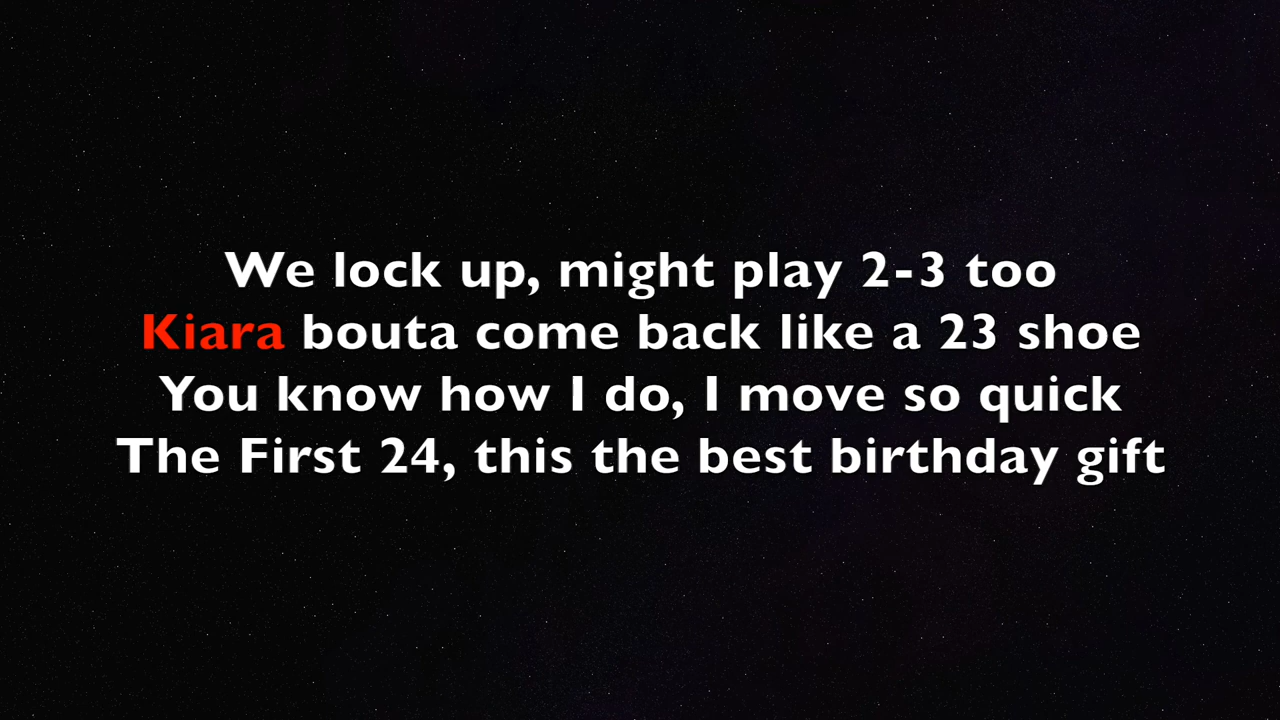 We lock up, might play 2-3 too
Kiara bouta come back like a 23 shoe
You know how I do, I move so quick
The First 24, this the best birthday gift